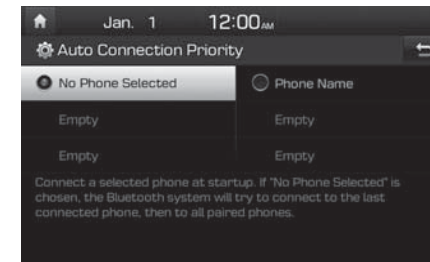 Jan. 1 12:00AM
Auto Connection Priority
No Phone Selected Phone Name
Empty Empty
Empty Empty
Connect a selected phone at startup. If "No Phone Selected" is
chosen, the Bluetooth system will try to connect to the last
connected phone, then to all paired phones.